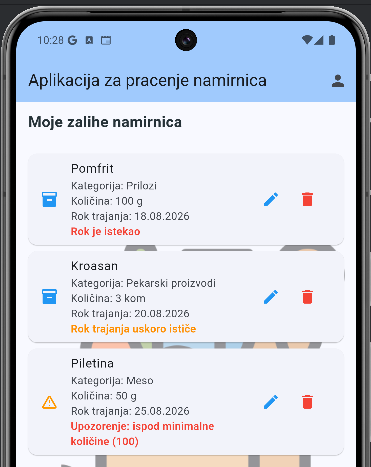 10:28
Aplikacija za pracenje namirnica
Moje zalihe namirnica
Pomfrit
Kategorija: Prilozi
Količina: 100 g
Rok trajanja: 18.08.2026
Rok je istekao
Kroasan
Kategorija: Pekarski proizvodi
Količina: 3 kom
Rok trajanja: 20.08.2026
Rok trajanja uskoro ističe
Piletina
Kategorija: Meso
Količina: 50 g
Rok trajanja: 25.08.2026
Upozorenje: ispod minimalne
količine (100)